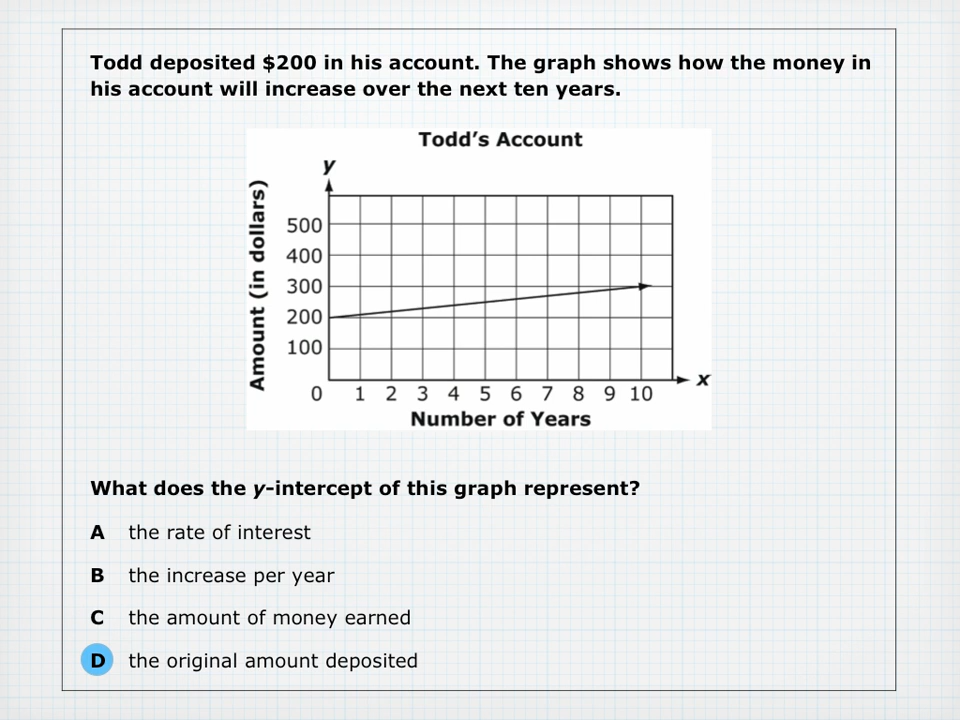 Todd deposited $200 in his account. The graph shows how the money in
his account will increase over the next ten years.
Todd's Account
y
Amount (in dollars)
500
400
300
200
100
0 1 2 3 4 5 6 7 8 9 10 x
Number of Years
What does the y-intercept of this graph represent?
A the rate of interest
B the increase per year
C the amount of money earned
D the original amount deposited